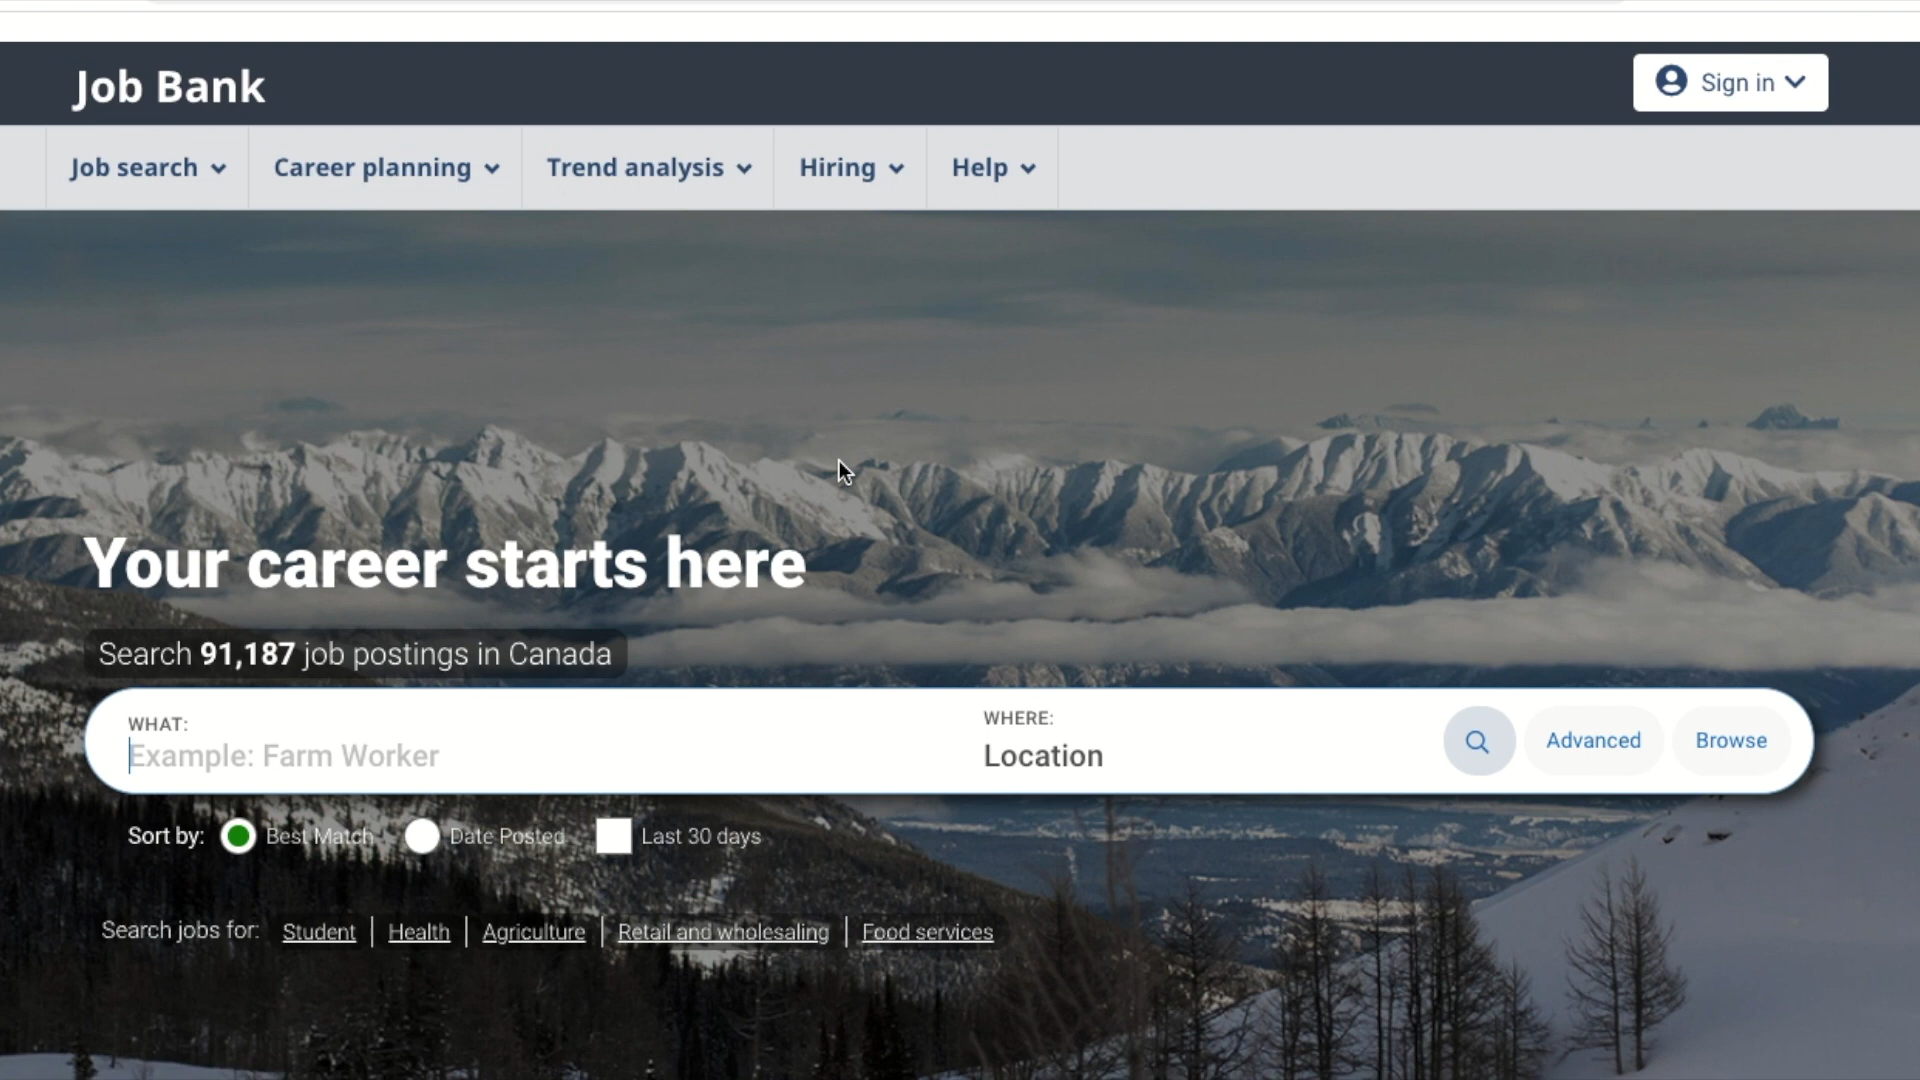 Job Bank
Sign in
Job search
Career planning
Trend analysis
Hiring
Help
Your career starts here
Search 91,187 job postings in Canada
WHAT:
Example: Farm Worker
WHERE:
Location
Advanced
Browse
Sort by: Best Match Date Posted Last 30 days
Search jobs for: Student | Health | Agriculture | Retail and wholesaling | Food services